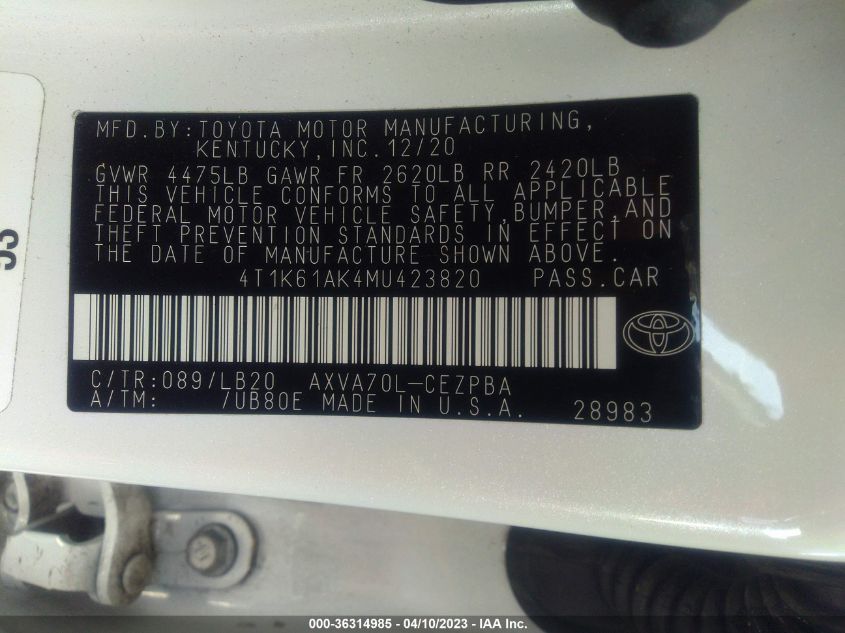 MFD.BY:TOYOTA MOTOR MANUFACTURING,
KENTUCKY,INC.12/20
GVWR 4475LB GAWR FR 2620LB RR 2420LB
THIS VEHICLE CONFORMS TO ALL APPLICABLE
FEDERAL MOTOR VEHICLE SAFETY,BUMPER,AND
THEFT PREVENTION STANDARDS IN EFFECT ON
THE DATE OF MANUFACTURE SHOWN ABOVE.
4T1K61AK4MU423820 PASS.CAR
C/TR:089/LB20 AXVA70L-CEZPBA
A/TM: /UB80E MADE IN U.S.A. 28983
000-36314985 - 04/10/2023 - IAA Inc.